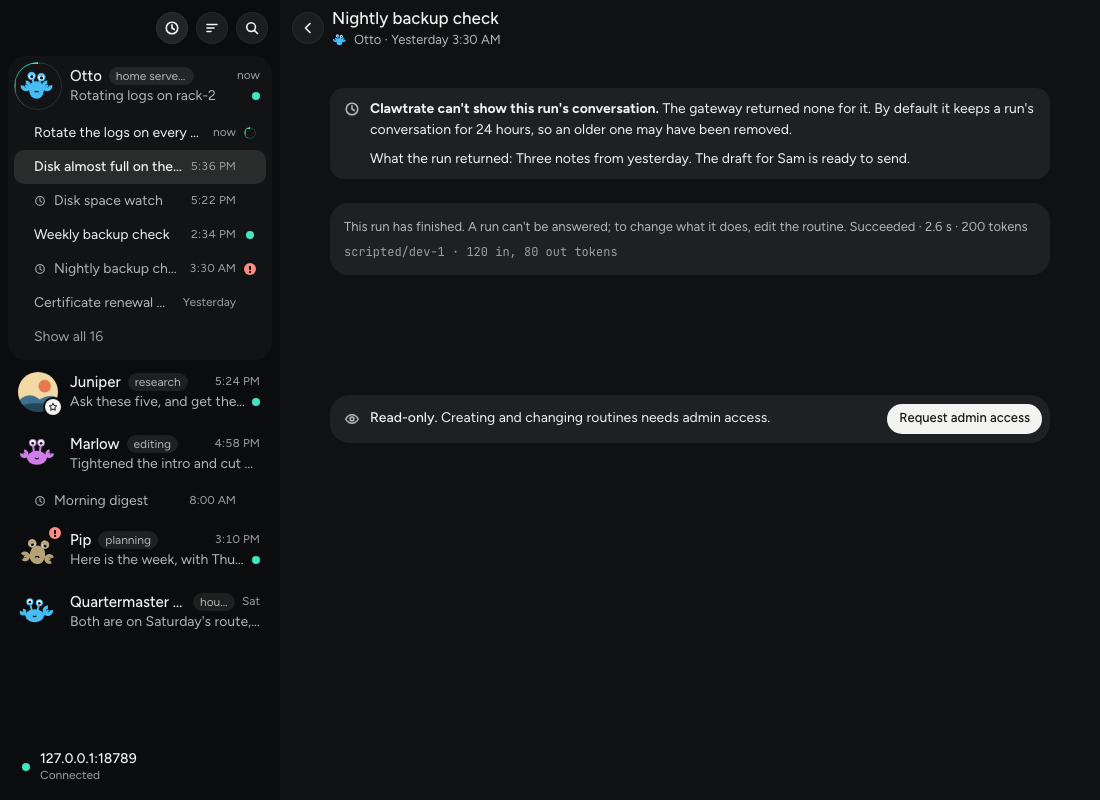 Otto
home serve...
now
Rotating logs on rack-2
Rotate the logs on every ...
now
Disk almost full on the...
5:36 PM
Disk space watch
5:22 PM
Weekly backup check
2:34 PM
Nightly backup ch...
3:30 AM
Certificate renewal ...
Yesterday
Show all 16
Juniper
research
5:24 PM
Ask these five, and get the...
Marlow
editing
4:58 PM
Tightened the intro and cut ...
Morning digest
8:00 AM
Pip
planning
3:10 PM
Here is the week, with Thu...
Quartermaster ...
hou...
Sat
Both are on Saturday's route,...
127.0.0.1:18789
Connected
Nightly backup check
Otto · Yesterday 3:30 AM
Clawtrate can't show this run's conversation. The gateway returned none for it. By default it keeps a run's
conversation for 24 hours, so an older one may have been removed.
What the run returned: Three notes from yesterday. The draft for Sam is ready to send.
This run has finished. A run can't be answered; to change what it does, edit the routine. Succeeded · 2.6 s · 200 tokens
scripted/dev-1 · 120 in, 80 out tokens
Read-only. Creating and changing routines needs admin access.
Request admin access